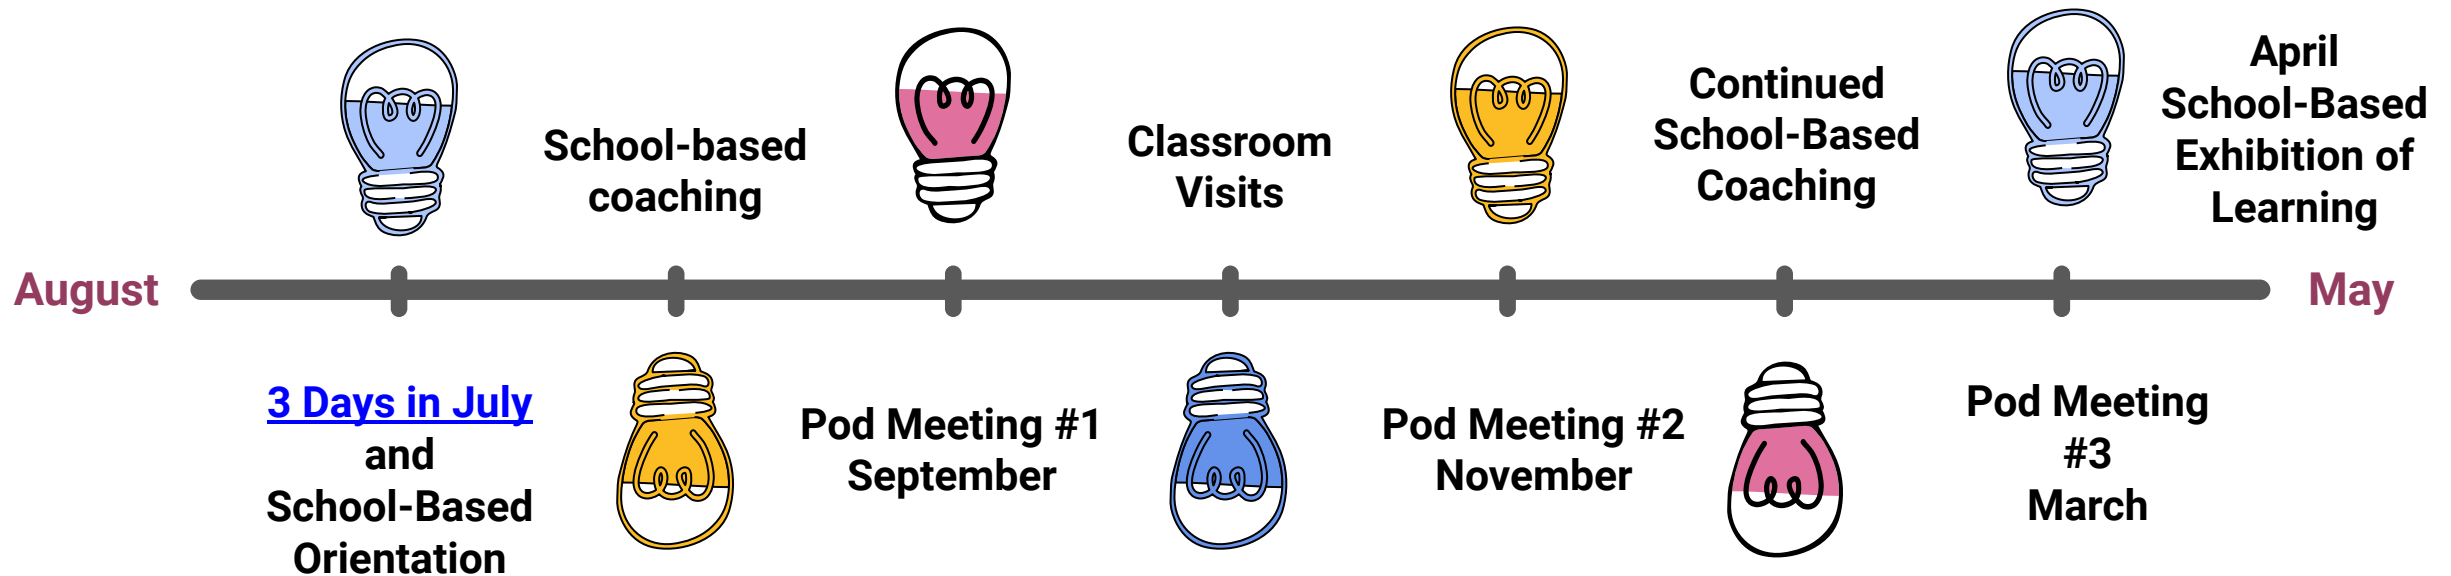 August
3 Days in July
and
School-Based
Orientation
School-based
coaching
Pod Meeting #1
September
Classroom
Visits
Pod Meeting #2
November
Continued
School-Based
Coaching
Pod Meeting
#3
March
April
School-Based
Exhibition of
Learning
May